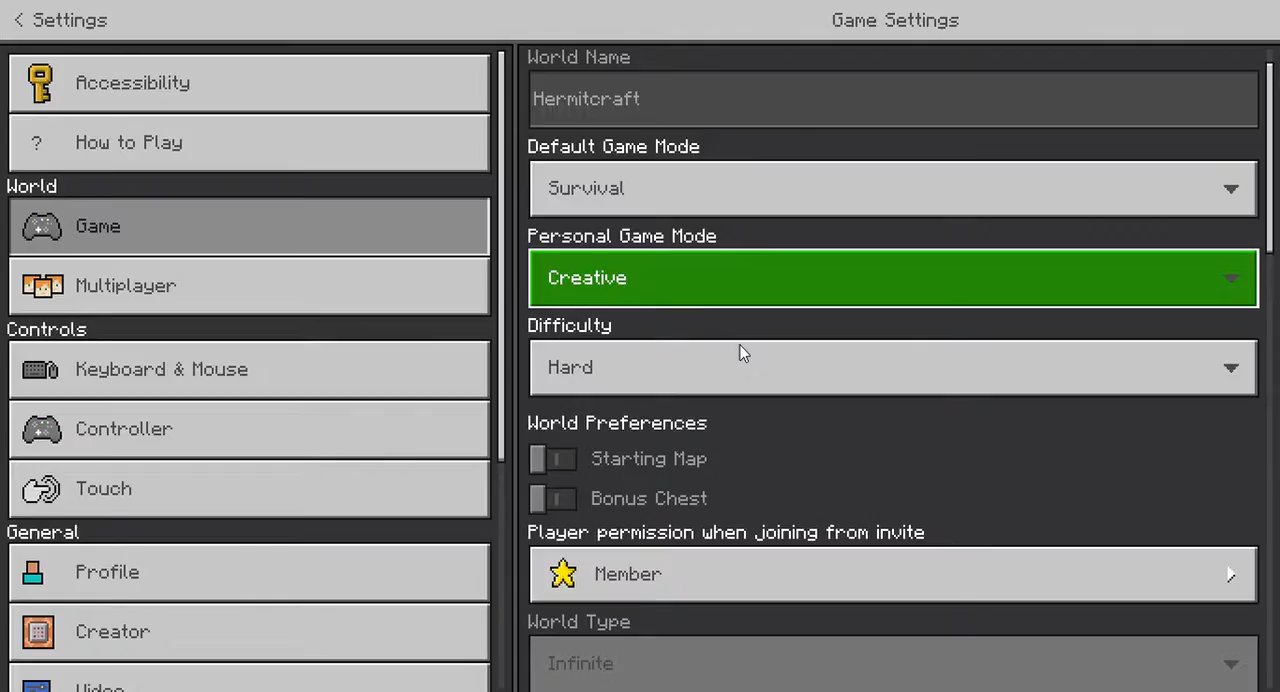 Settings
Game Settings
Accessibility
? How to Play
World
Game
Multiplayer
Controls
Keyboard & Mouse
Controller
Touch
General
Profile
Creator
Video
World Name
Hermitcraft
Default Game Mode
Survival
Personal Game Mode
Creative
Difficulty
Hard
World Preferences
Starting Map
Bonus Chest
Player permission when joining from invite
Member
World Type
Infinite